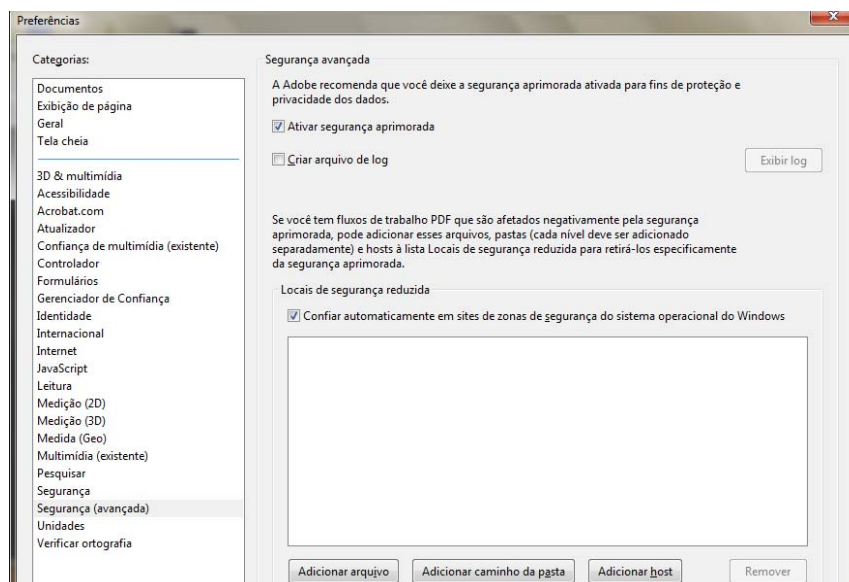 Preferências
Categorias:
Documentos
Exibição de página
Geral
Tela cheia
3D & multimídia
Acessibilidade
Acrobat.com
Atualizador
Confiança de multimídia (existente)
Controlador
Formulários
Gerenciador de Confiança
Identidade
Internacional
Internet
JavaScript
Leitura
Medição (2D)
Medição (3D)
Medida (Geo)
Multimídia (existente)
Pesquisar
Segurança
Segurança (avançada)
Unidades
Verificar ortografia
Segurança avançada
A Adobe recomenda que você deixe a segurança aprimorada ativada para fins de proteção e
privacidade dos dados.
Ativar segurança aprimorada
Criar arquivo de log
Exibir log
Se você tem fluxos de trabalho PDF que são afetados negativamente pela segurança
aprimorada, pode adicionar esses arquivos, pastas (cada nível deve ser adicionado
separadamente) e hosts à lista Locais de segurança reduzida para retirá-los especificamente
da segurança aprimorada.
Locais de segurança reduzida
Confiar automaticamente em sites de zonas de segurança do sistema operacional do Windows
Adicionar arquivo
Adicionar caminho da pasta
Adicionar host
Remover